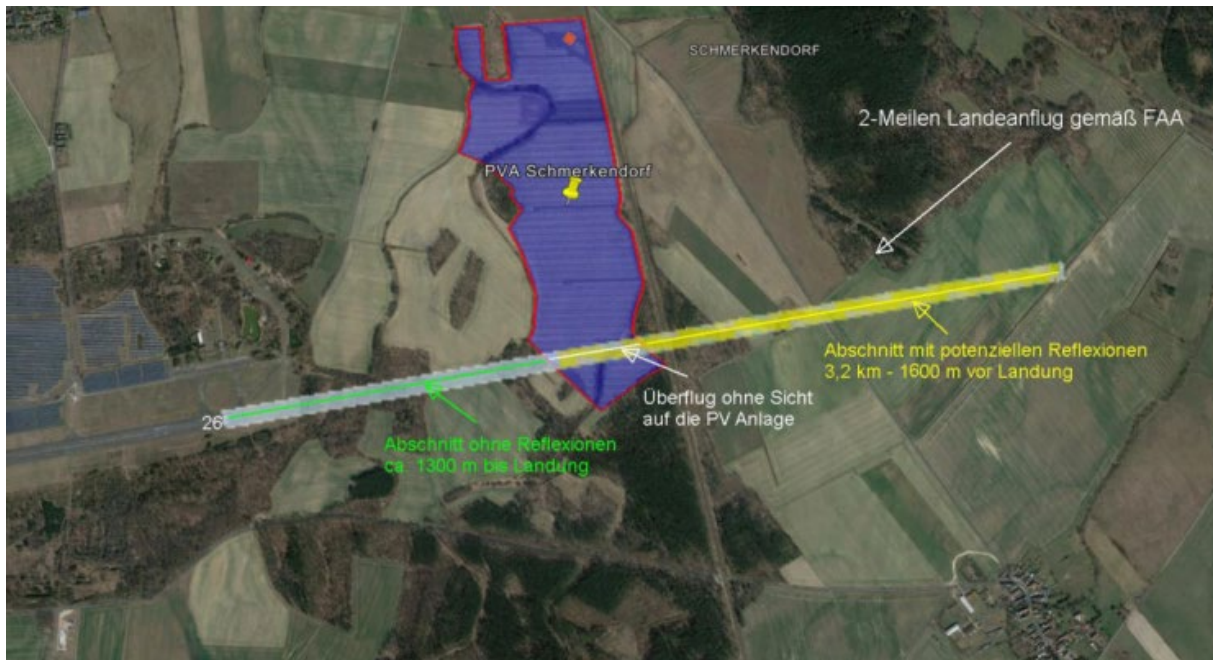 SCHMERKENDORF
2-Meilen Landeanflug gemäß FAA
PVA Schmerkendorf
Abschnitt mit potenziellen Reflexionen
3,2 km - 1600 m vor Landung
Überflug ohne Sicht
auf die PV Anlage
26
Abschnitt ohne Reflexionen
ca. 1300 m bis Landung